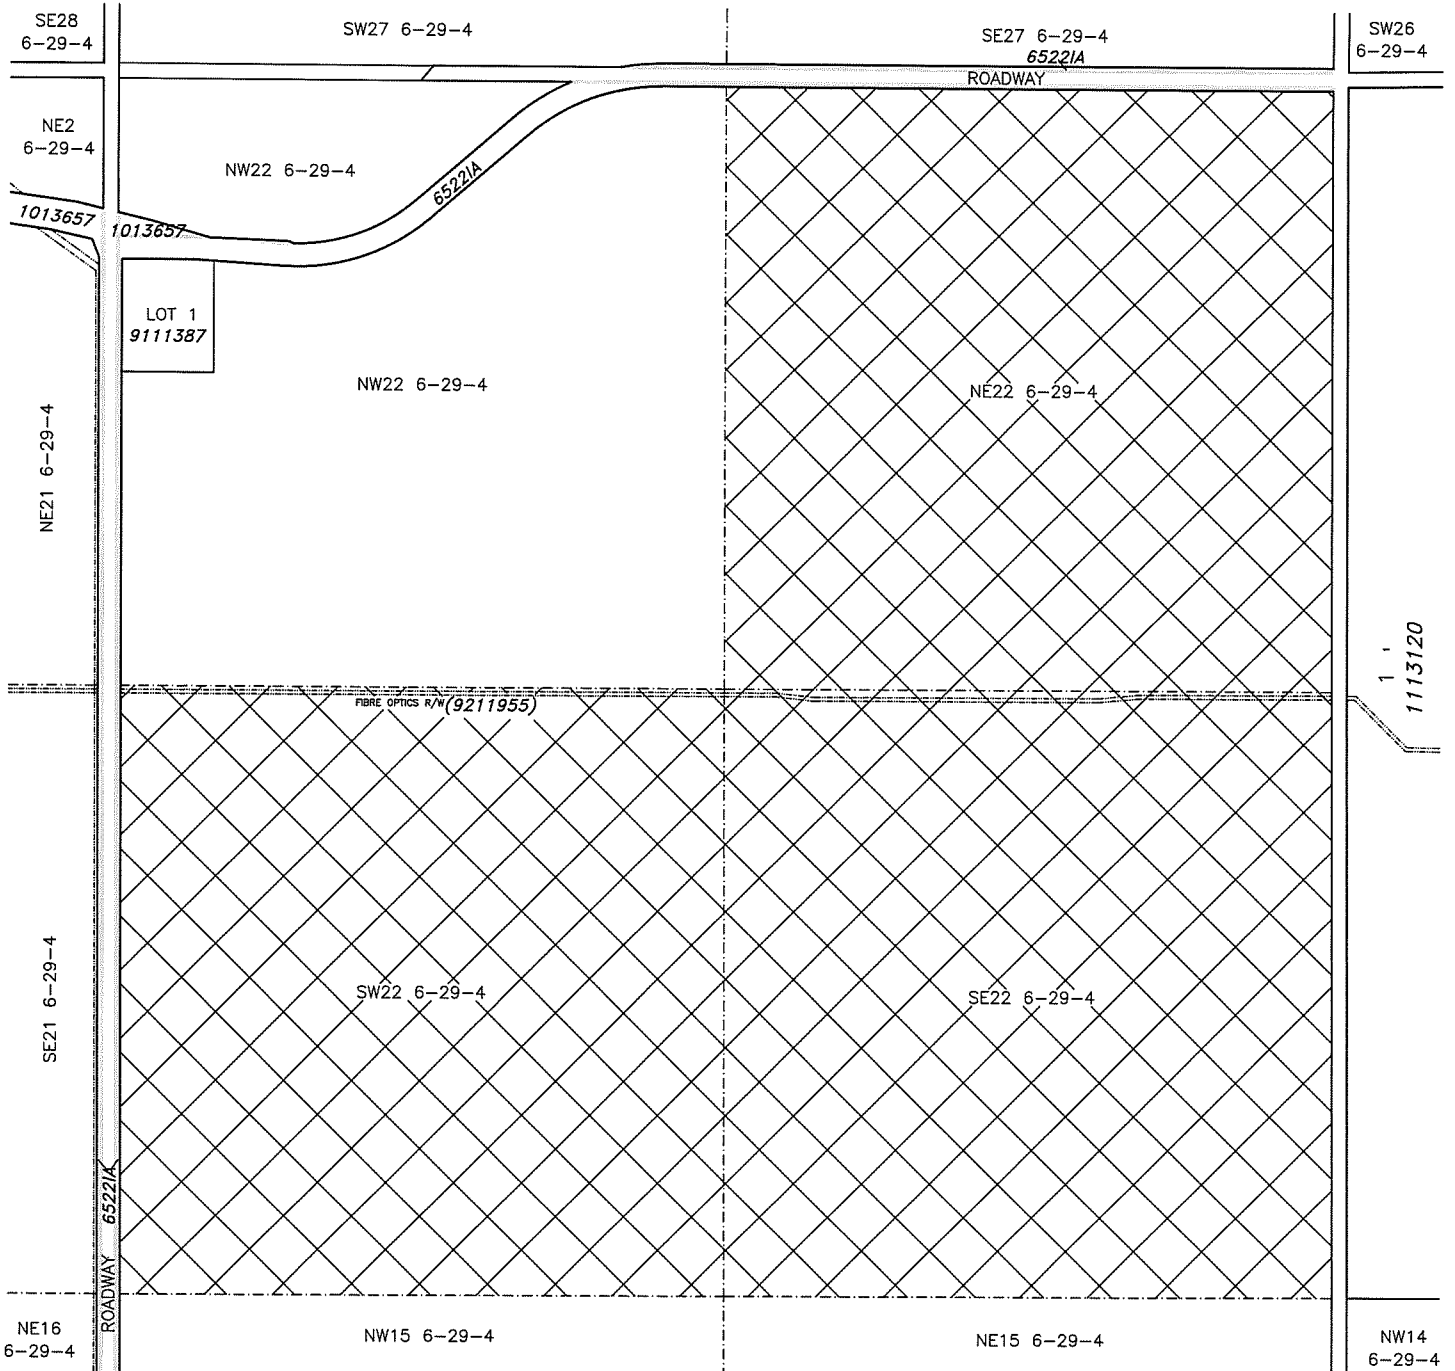 SE28
6-29-4
SW27 6-29-4
SE27 6-29-4
6522IA
SW26
6-29-4
ROADWAY
NE2
6-29-4
NW22 6-29-4
6522IA
1013657
1013657
LOT 1
9111387
NW22 6-29-4
NE22 6-29-4
NE21 6-29-4
1
1113120
FIBRE OPTICS R/W (9211955)
SW22 6-29-4
SE22 6-29-4
SE21 6-29-4
6522IA
ROADWAY
NE16
6-29-4
NW15 6-29-4
NE15 6-29-4
NW14
6-29-4